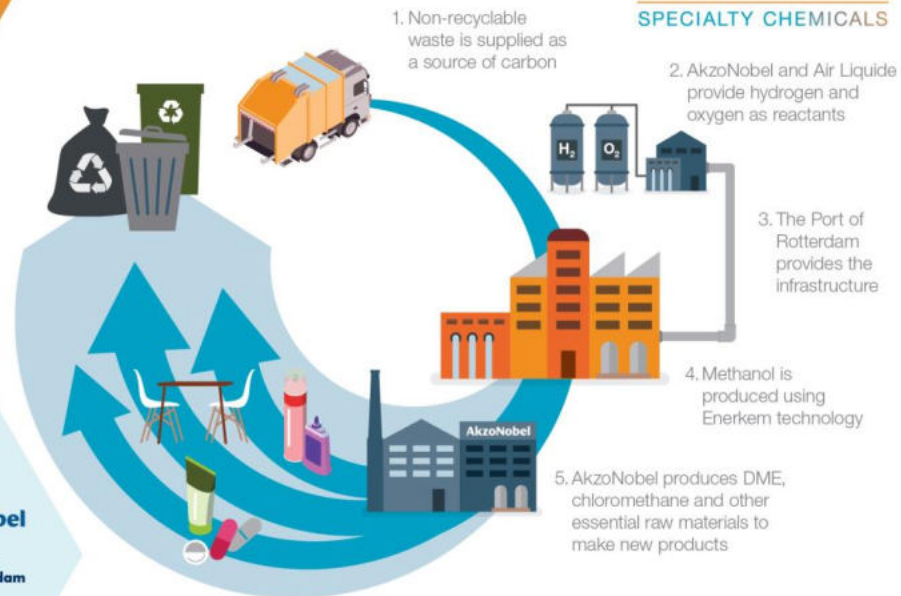 SPECIALTY CHEMICALS
1. Non-recyclable
waste is supplied as
a source of carbon
2. AkzoNobel and Air Liquide
provide hydrogen and
oxygen as reactants
H₂
O₂
3. The Port of
Rotterdam
provides the
infrastructure
4. Methanol is
produced using
Enerkem technology
AkzoNobel
5. AkzoNobel produces DME,
chloromethane and other
essential raw materials to
make new products
bel
dam